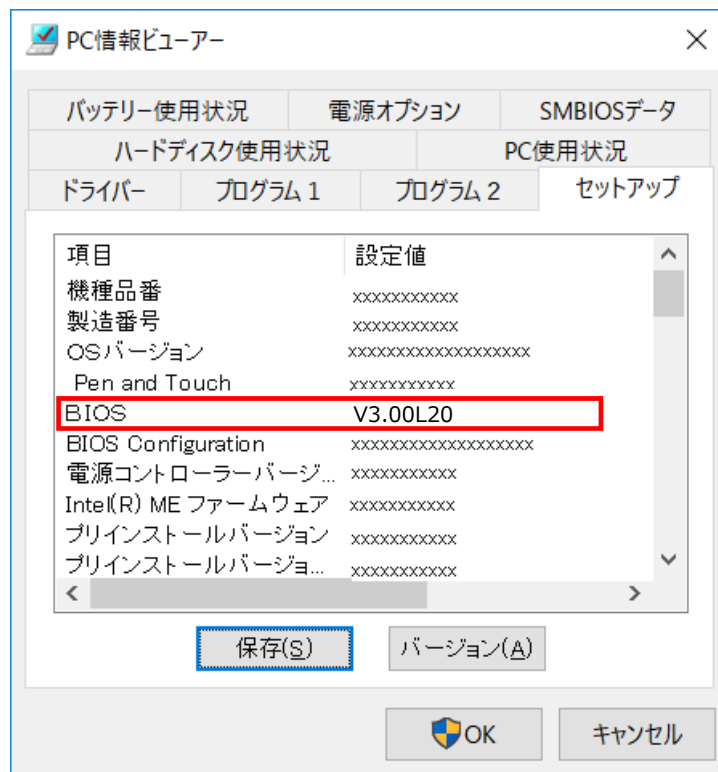 PC情報ビューアー
バッテリー使用状況 電源オプション SMBIOSデータ
ハードディスク使用状況 PC使用状況
ドライバー プログラム 1 プログラム 2 セットアップ
項目 設定値
機種品番 xxxxxxxxxxx
製造番号 xxxxxxxxxxx
OSバージョン xxxxxxxxxxxxxxxxxxx
Pen and Touch xxxxxxxxxxx
BIOS V3.00L20
BIOS Configuration xxxxxxxxxxxxxxxxxxx
電源コントローラーバージ... xxxxxxxxxxx
Intel(R) ME ファームウェア xxxxxxxxxxx
プリインストールバージョン xxxxxxxxxxx
プリインストールバージョ... xxxxxxxxxxx
保存(S) バージョン(A)
OK キャンセル